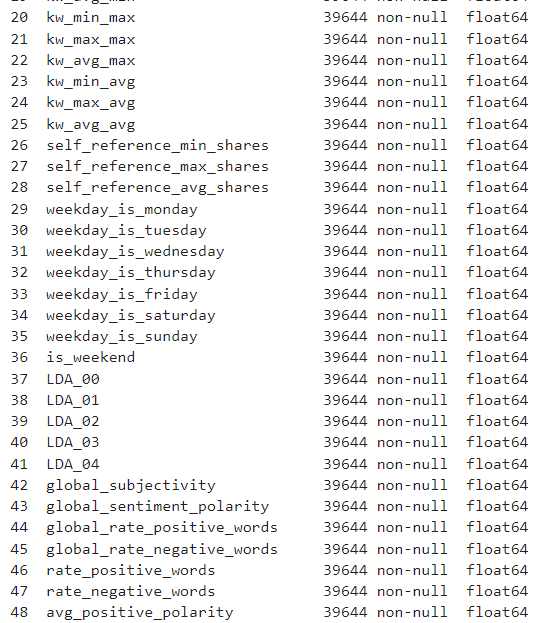 20 kw_min_max 39644 non-null float64
21 kw_max_max 39644 non-null float64
22 kw_avg_max 39644 non-null float64
23 kw_min_avg 39644 non-null float64
24 kw_max_avg 39644 non-null float64
25 kw_avg_avg 39644 non-null float64
26 self_reference_min_shares 39644 non-null float64
27 self_reference_max_shares 39644 non-null float64
28 self_reference_avg_shares 39644 non-null float64
29 weekday_is_monday 39644 non-null float64
30 weekday_is_tuesday 39644 non-null float64
31 weekday_is_wednesday 39644 non-null float64
32 weekday_is_thursday 39644 non-null float64
33 weekday_is_friday 39644 non-null float64
34 weekday_is_saturday 39644 non-null float64
35 weekday_is_sunday 39644 non-null float64
36 is_weekend 39644 non-null float64
37 LDA_00 39644 non-null float64
38 LDA_01 39644 non-null float64
39 LDA_02 39644 non-null float64
40 LDA_03 39644 non-null float64
41 LDA_04 39644 non-null float64
42 global_subjectivity 39644 non-null float64
43 global_sentiment_polarity 39644 non-null float64
44 global_rate_positive_words 39644 non-null float64
45 global_rate_negative_words 39644 non-null float64
46 rate_positive_words 39644 non-null float64
47 rate_negative_words 39644 non-null float64
48 avg_positive_polarity 39644 non-null float64